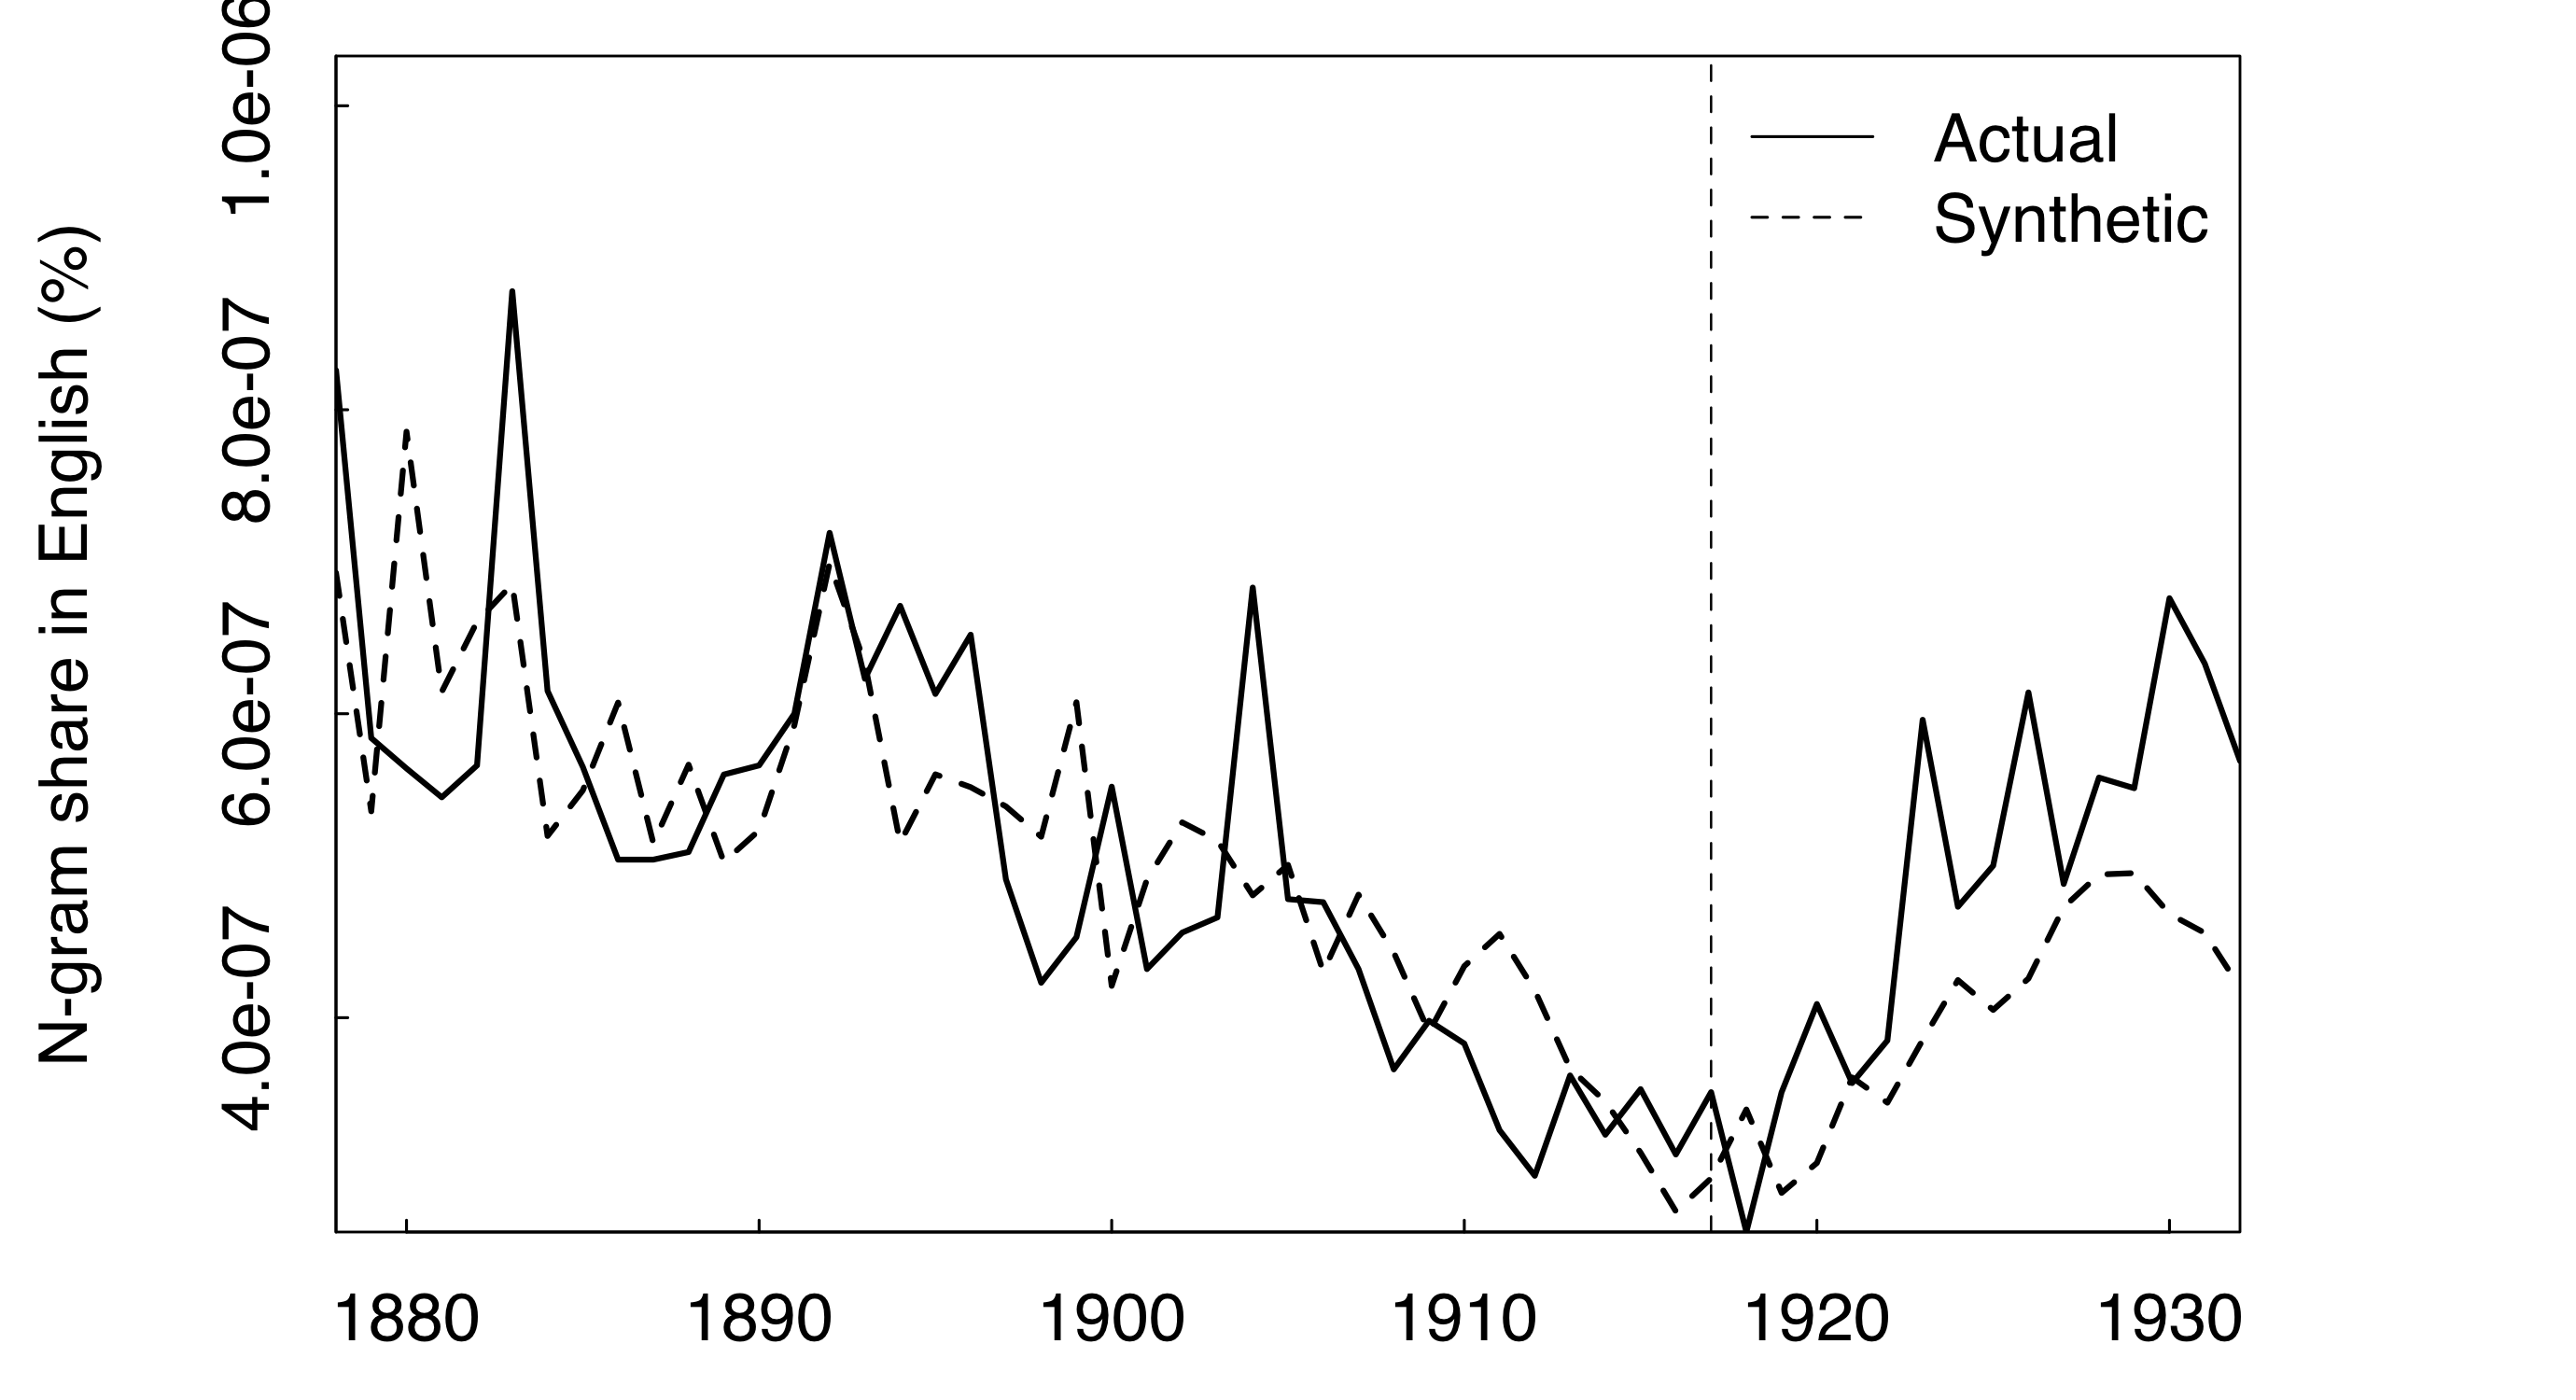 N-gram share in English (%)
1.0e-06
8.0e-07
6.0e-07
4.0e-07
Actual
Synthetic
1880 1890 1900 1910 1920 1930